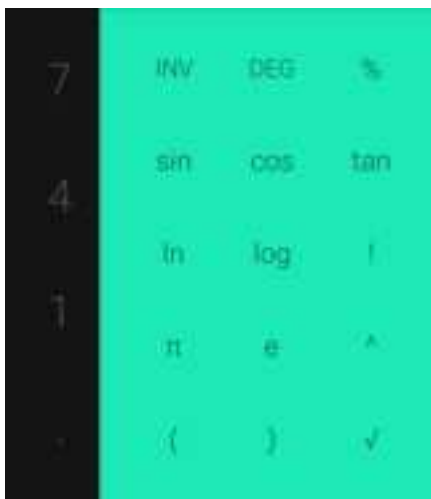 7 INV DEG %
sin cos tan
4
ln log !
1
π e ^
. ( ) √